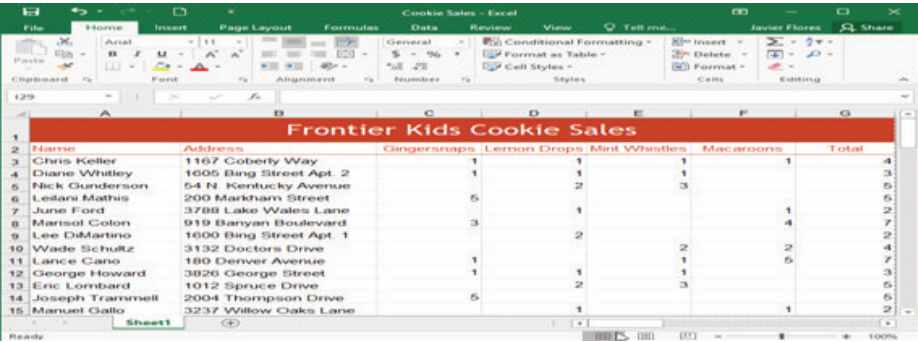 Cookie Sales - Excel
File Home Insert Page Layout Formulas Data Review View Tell me... Javier Flores Share
Arial 11 General Conditional Formatting Insert
Paste B I U A A $ % Format as Table Delete
A Cell Styles Format
Clipboard Font Alignment Number Styles Cells Editing
I29 fx
A B C D E F G
1 Frontier Kids Cookie Sales
2 Name Address Gingersnaps Lemon Drops Mint Whistles Macaroons Total
3 Chris Keller 1167 Coberly Way 1 1 1 1 4
4 Diane Whitley 1605 Bing Street Apt. 2 1 1 1 3
5 Nick Gunderson 54 N. Kentucky Avenue 2 3 5
6 Leilani Mathis 200 Markham Street 5 5
7 June Ford 3788 Lake Wales Lane 1 1 2
8 Marisol Colon 919 Banyan Boulevard 3 4 7
9 Lee DiMartino 1600 Bing Street Apt. 1 2 2
10 Wade Schultz 3132 Doctors Drive 2 2 4
11 Lance Cano 180 Denver Avenue 1 1 5 7
12 George Howard 3826 George Street 1 1 1 3
13 Eric Lombard 1012 Spruce Drive 2 3 5
14 Joseph Trammell 2004 Thompson Drive 5 5
15 Manuel Gallo 3237 Willow Oaks Lane 1 1 2
Sheet1
Ready 100%